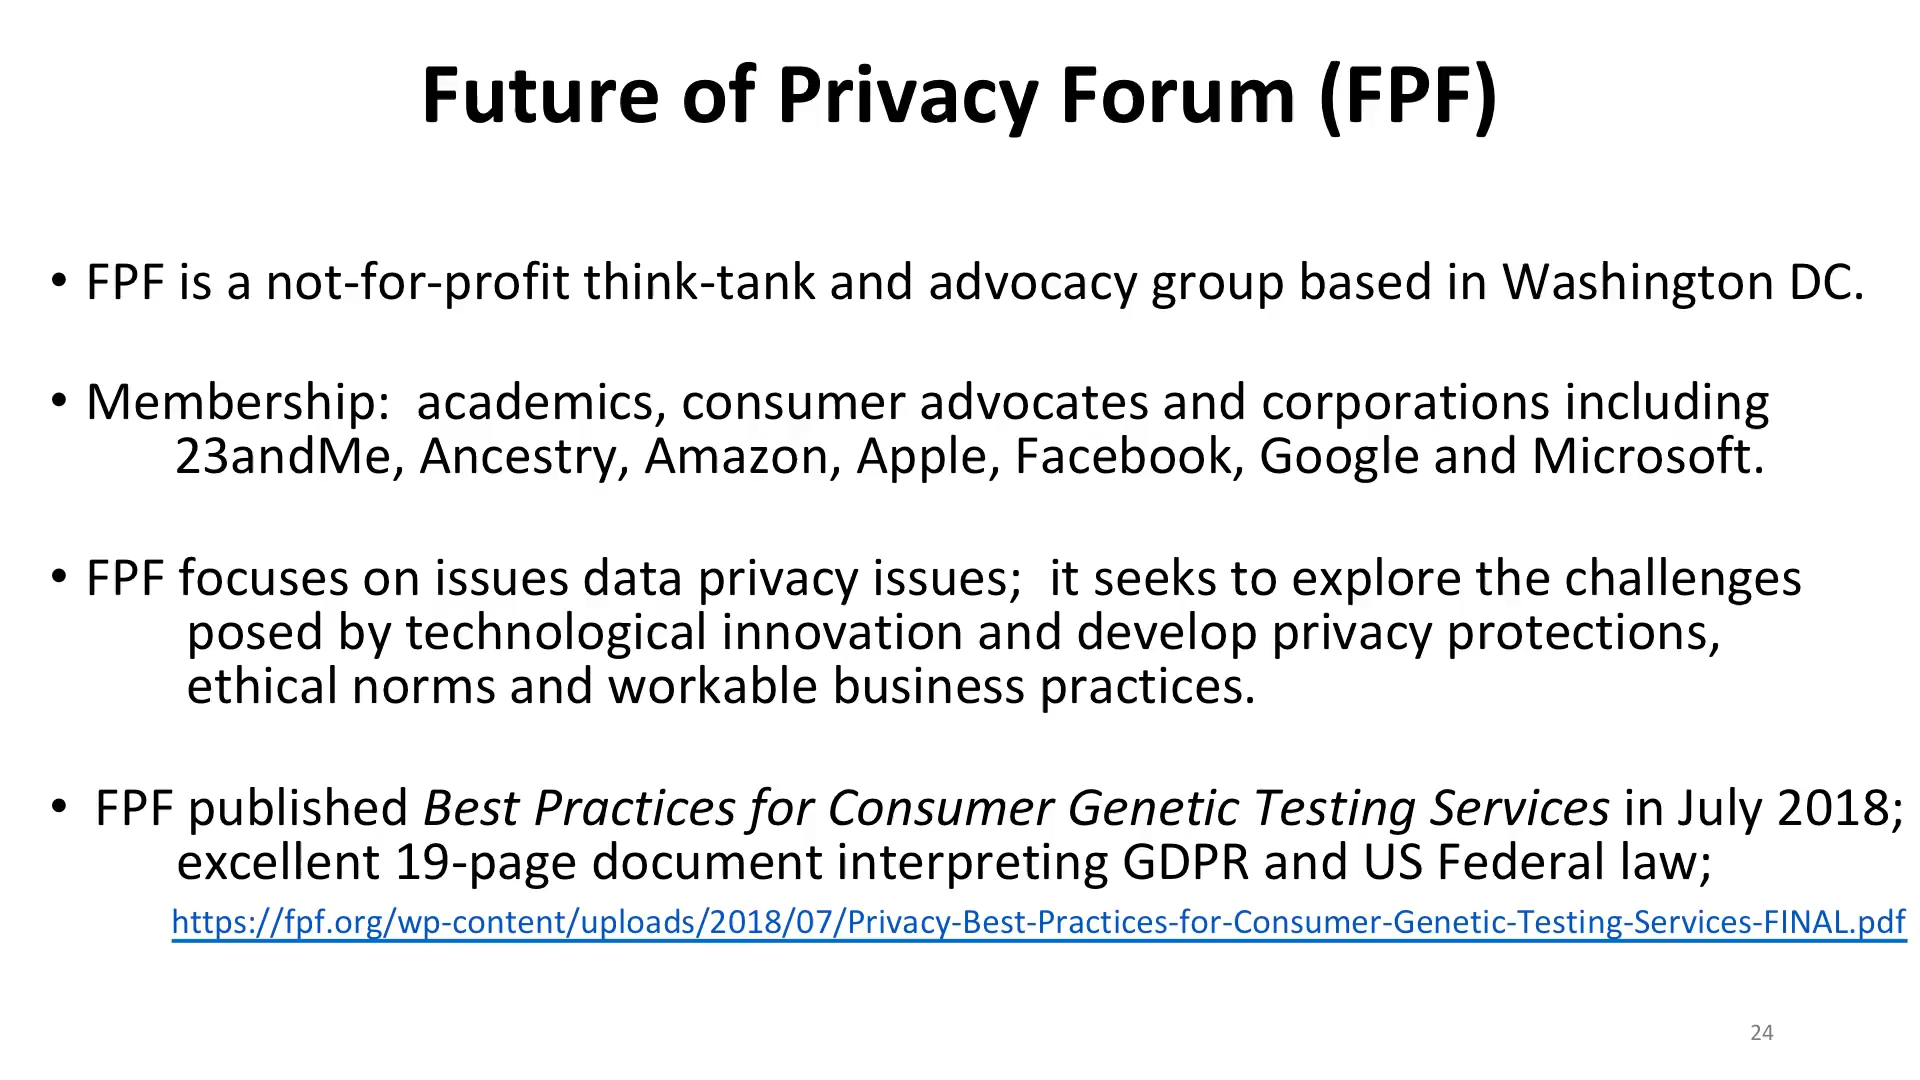 Future of Privacy Forum (FPF)
• FPF is a not-for-profit think-tank and advocacy group based in Washington DC.
• Membership:  academics, consumer advocates and corporations including
23andMe, Ancestry, Amazon, Apple, Facebook, Google and Microsoft.
• FPF focuses on issues data privacy issues;  it seeks to explore the challenges
posed by technological innovation and develop privacy protections,
ethical norms and workable business practices.
• FPF published Best Practices for Consumer Genetic Testing Services in July 2018;
excellent 19-page document interpreting GDPR and US Federal law;
https://fpf.org/wp-content/uploads/2018/07/Privacy-Best-Practices-for-Consumer-Genetic-Testing-Services-FINAL.pdf
24